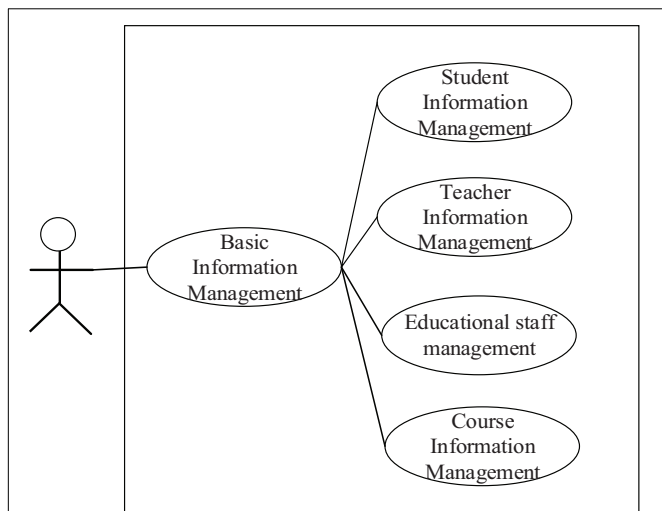 Student
Information
Management
Teacher
Information
Management
Basic
Information
Management
Educational staff
management
Course
Information
Management